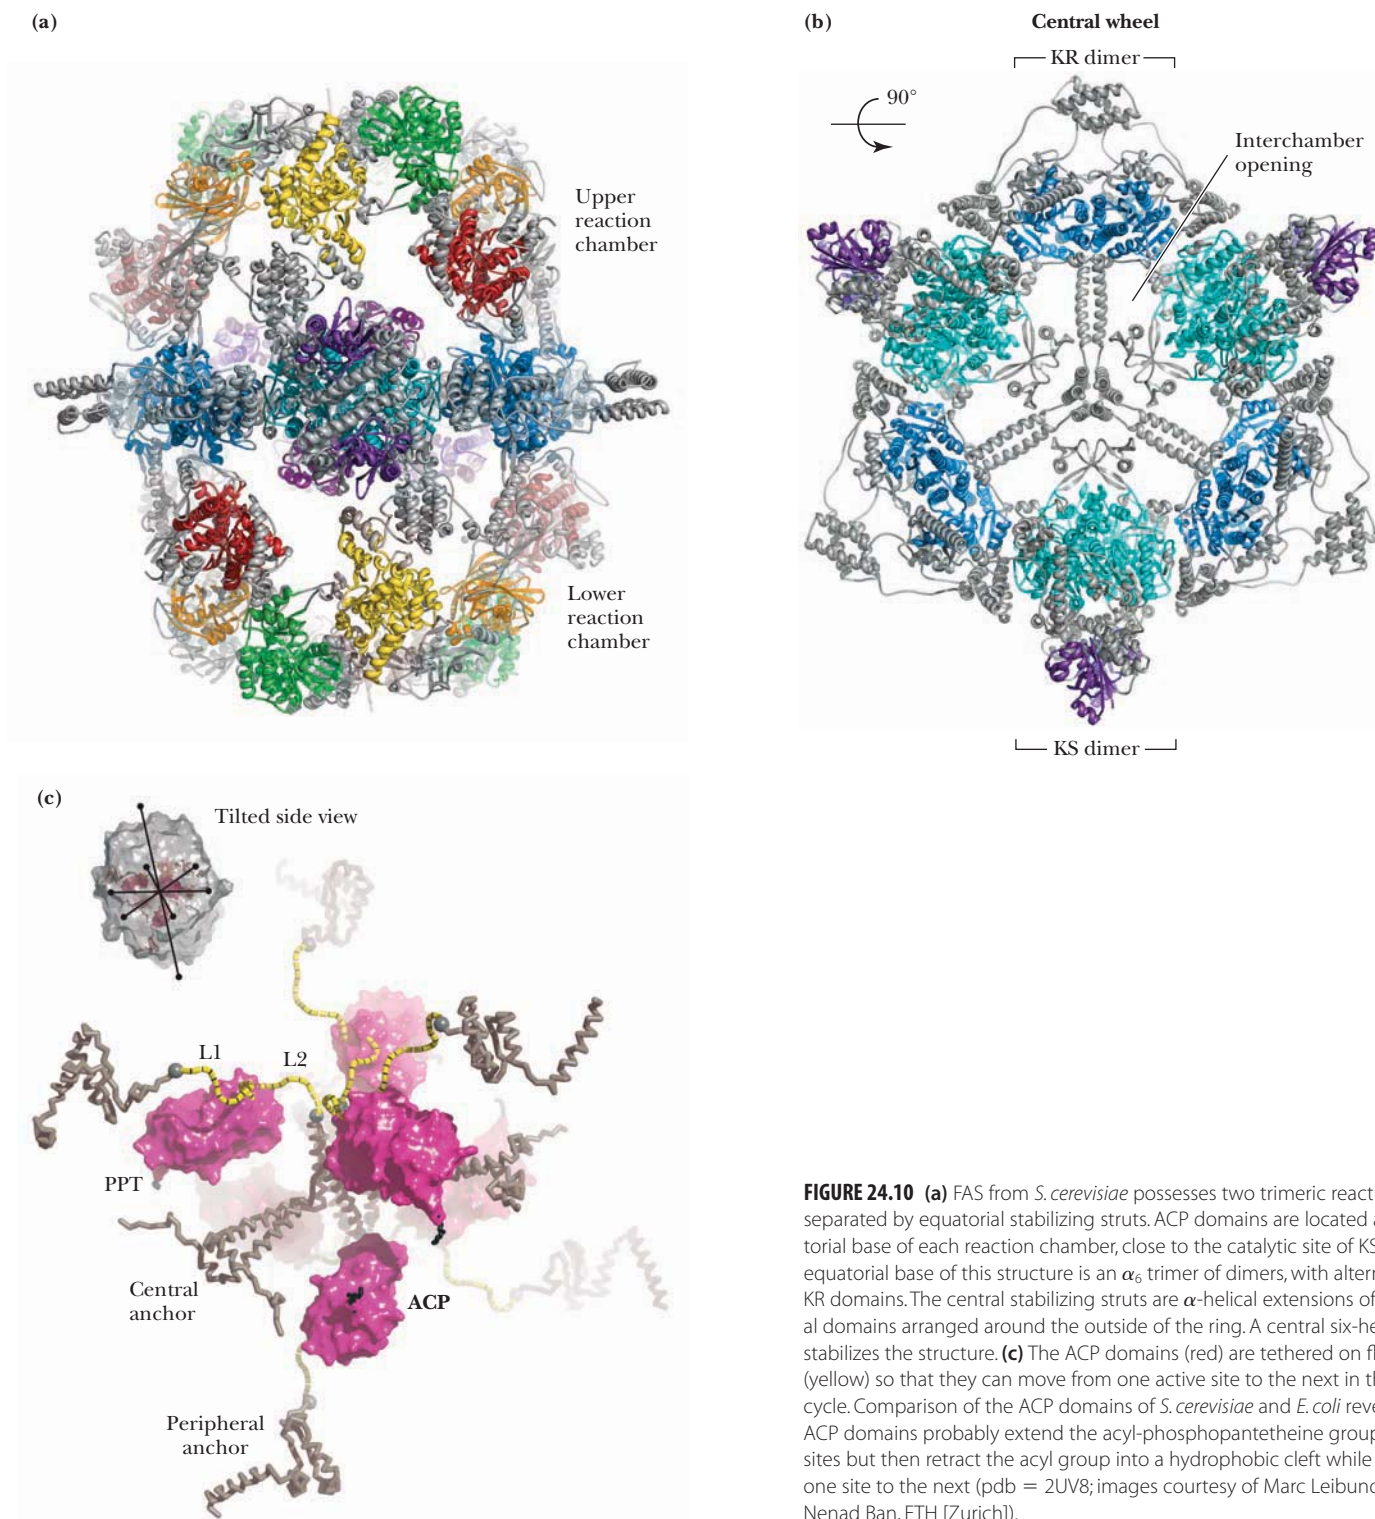 (a)
Upper
reaction
chamber
Lower
reaction
chamber
(b)
Central wheel
KR dimer
90°
Interchamber
opening
KS dimer
(c)
Tilted side view
L1
L2
PPT
Central
anchor
ACP
Peripheral
anchor
FIGURE 24.10 (a) FAS from S. cerevisiae possesses two trimeric
separated by equatorial stabilizing struts. ACP domains are located
torial base of each reaction chamber, close to the catalytic site of KS
equatorial base of this structure is an α6 trimer of dimers, with
KR domains. The central stabilizing struts are α-helical extensions of
al domains arranged around the outside of the ring. A central
stabilizes the structure. (c) The ACP domains (red) are tethered on
(yellow) so that they can move from one active site to the next in
cycle. Comparison of the ACP domains of S. cerevisiae and E. coli
ACP domains probably extend the acyl-phosphopantetheine group
sites but then retract the acyl group into a hydrophobic cleft while
one site to the next (pdb = 2UV8; images courtesy of Marc
Nenad Ban, ETH [Zurich]).